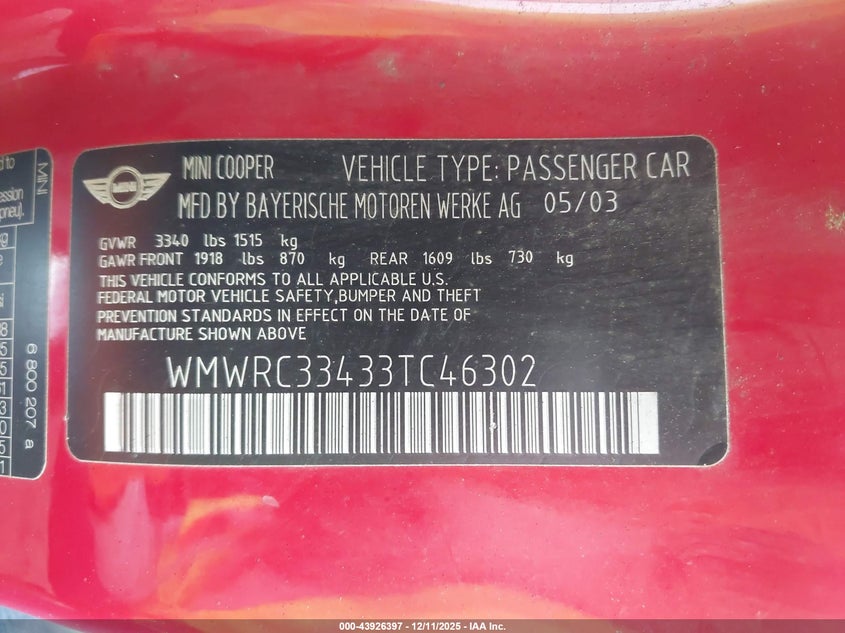 MINI
MINI COOPER VEHICLE TYPE: PASSENGER CAR
MFD BY BAYERISCHE MOTOREN WERKE AG 05/03
GVWR 3340 lbs 1515 kg
GAWR FRONT 1918 lbs 870 kg REAR 1609 lbs 730 kg
THIS VEHICLE CONFORMS TO ALL APPLICABLE U.S.
FEDERAL MOTOR VEHICLE SAFETY,BUMPER AND THEFT
PREVENTION STANDARDS IN EFFECT ON THE DATE OF
MANUFACTURE SHOWN ABOVE
WMWRC33433TC46302
MINI
6 800 207 a
000-43926397 - 12/11/2025 - IAA Inc.